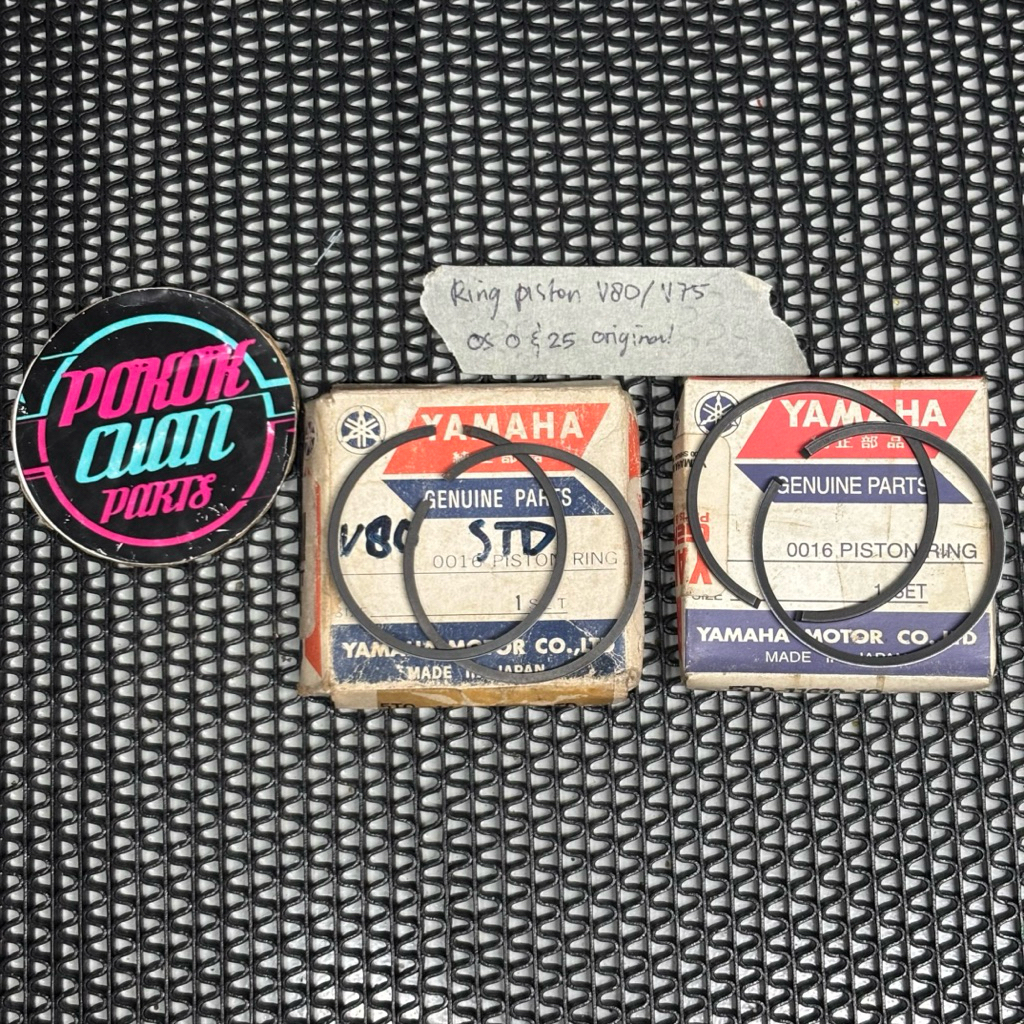 Ring piston V80/V75
OS 0 & 25 original
POKOK
CUAN
PARTS
YAMAHA
GENUINE PARTS
V80 STD
0016 PISTON RING
1 SET
YAMAHA MOTOR CO.,LTD
MADE IN JAPAN
YAMAHA
部品
GENUINE PARTS
0016 PISTON RING
1 SET
YAMAHA MOTOR CO., LTD
MADE IN JAPAN